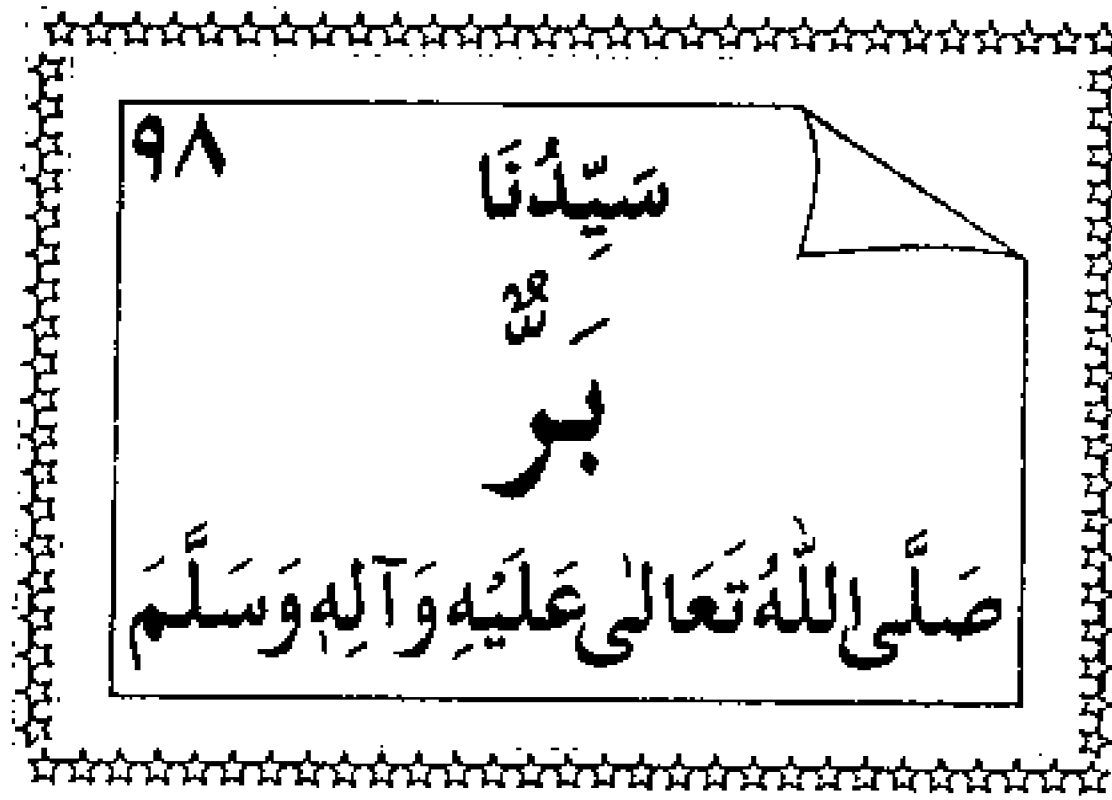 ٩٨
سَيِّدُنَا
بَرٌّ
صَلَّى اللّٰهُ تَعَالٰى عَلَيْهِ وَآلِهٖ وَسَلَّمَ